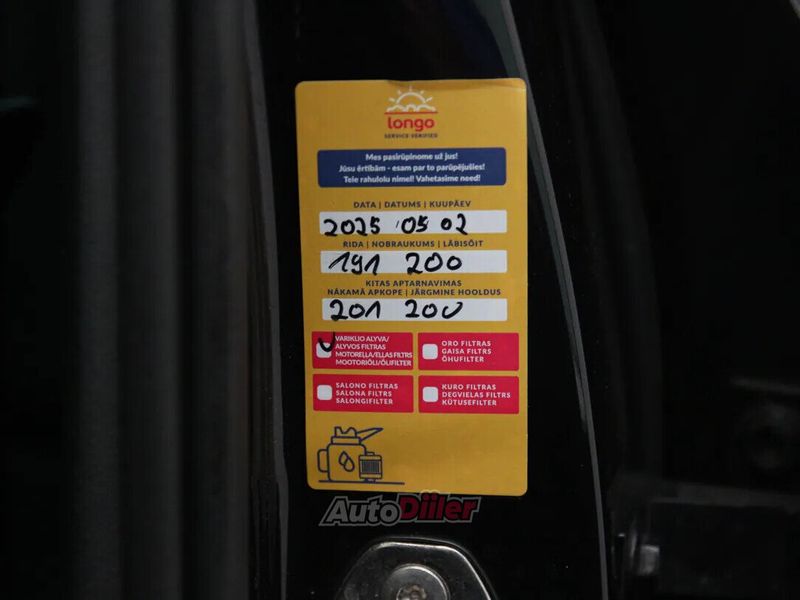 longo
SERVICE VERIFIED
Mes pasirūpinome už jus!
Jūsu ērtībām - esam par to parūpējušies!
Teie rahulolu nimel! Vahetasime need!
DATA | DATUMS | KUUPÄEV
2025 05 02
RIDA | NOBRAUKUMS | LÄBISÕIT
191 200
KITAS APTARNAVIMAS
NĀKAMĀ APKOPE | JÄRGMINE HOOLDUS
201 200
VARIKLIO ALYVA/
ALYVOS FILTRAS
MOTOREĻĻA/EĻĻAS FILTRS
MOOTORIÕLI/ÕLIFILTER
ORO FILTRAS
GAISA FILTRS
ÕHUFILTER
SALONO FILTRAS
SALONA FILTRS
SALONGIFILTER
KURO FILTRAS
DEGVIELAS FILTRS
KÜTUSEFILTER
AutoDiiler